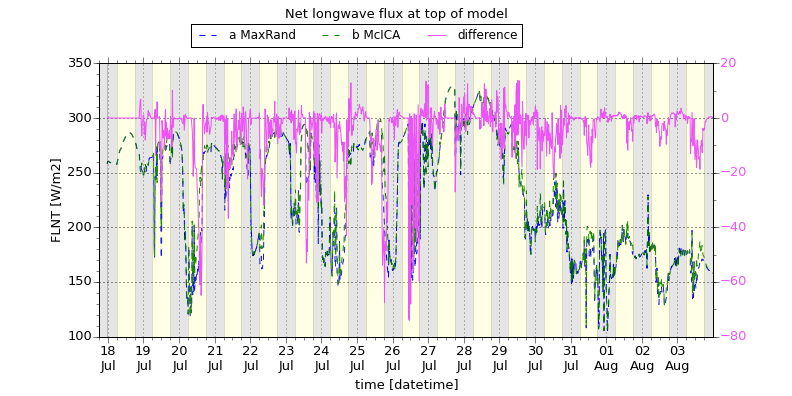 Net longwave flux at top of model
a MaxRand b McICA difference
350 20
300 0
250 −20
200 −40
150 −60
100 −80
FLNT [W/m2]
18 19 20 21 22 23 24 25 26 27 28 29 30 31 01 02 03
Jul Jul Jul Jul Jul Jul Jul Jul Jul Jul Jul Jul Jul Jul Aug Aug Aug
time [datetime]